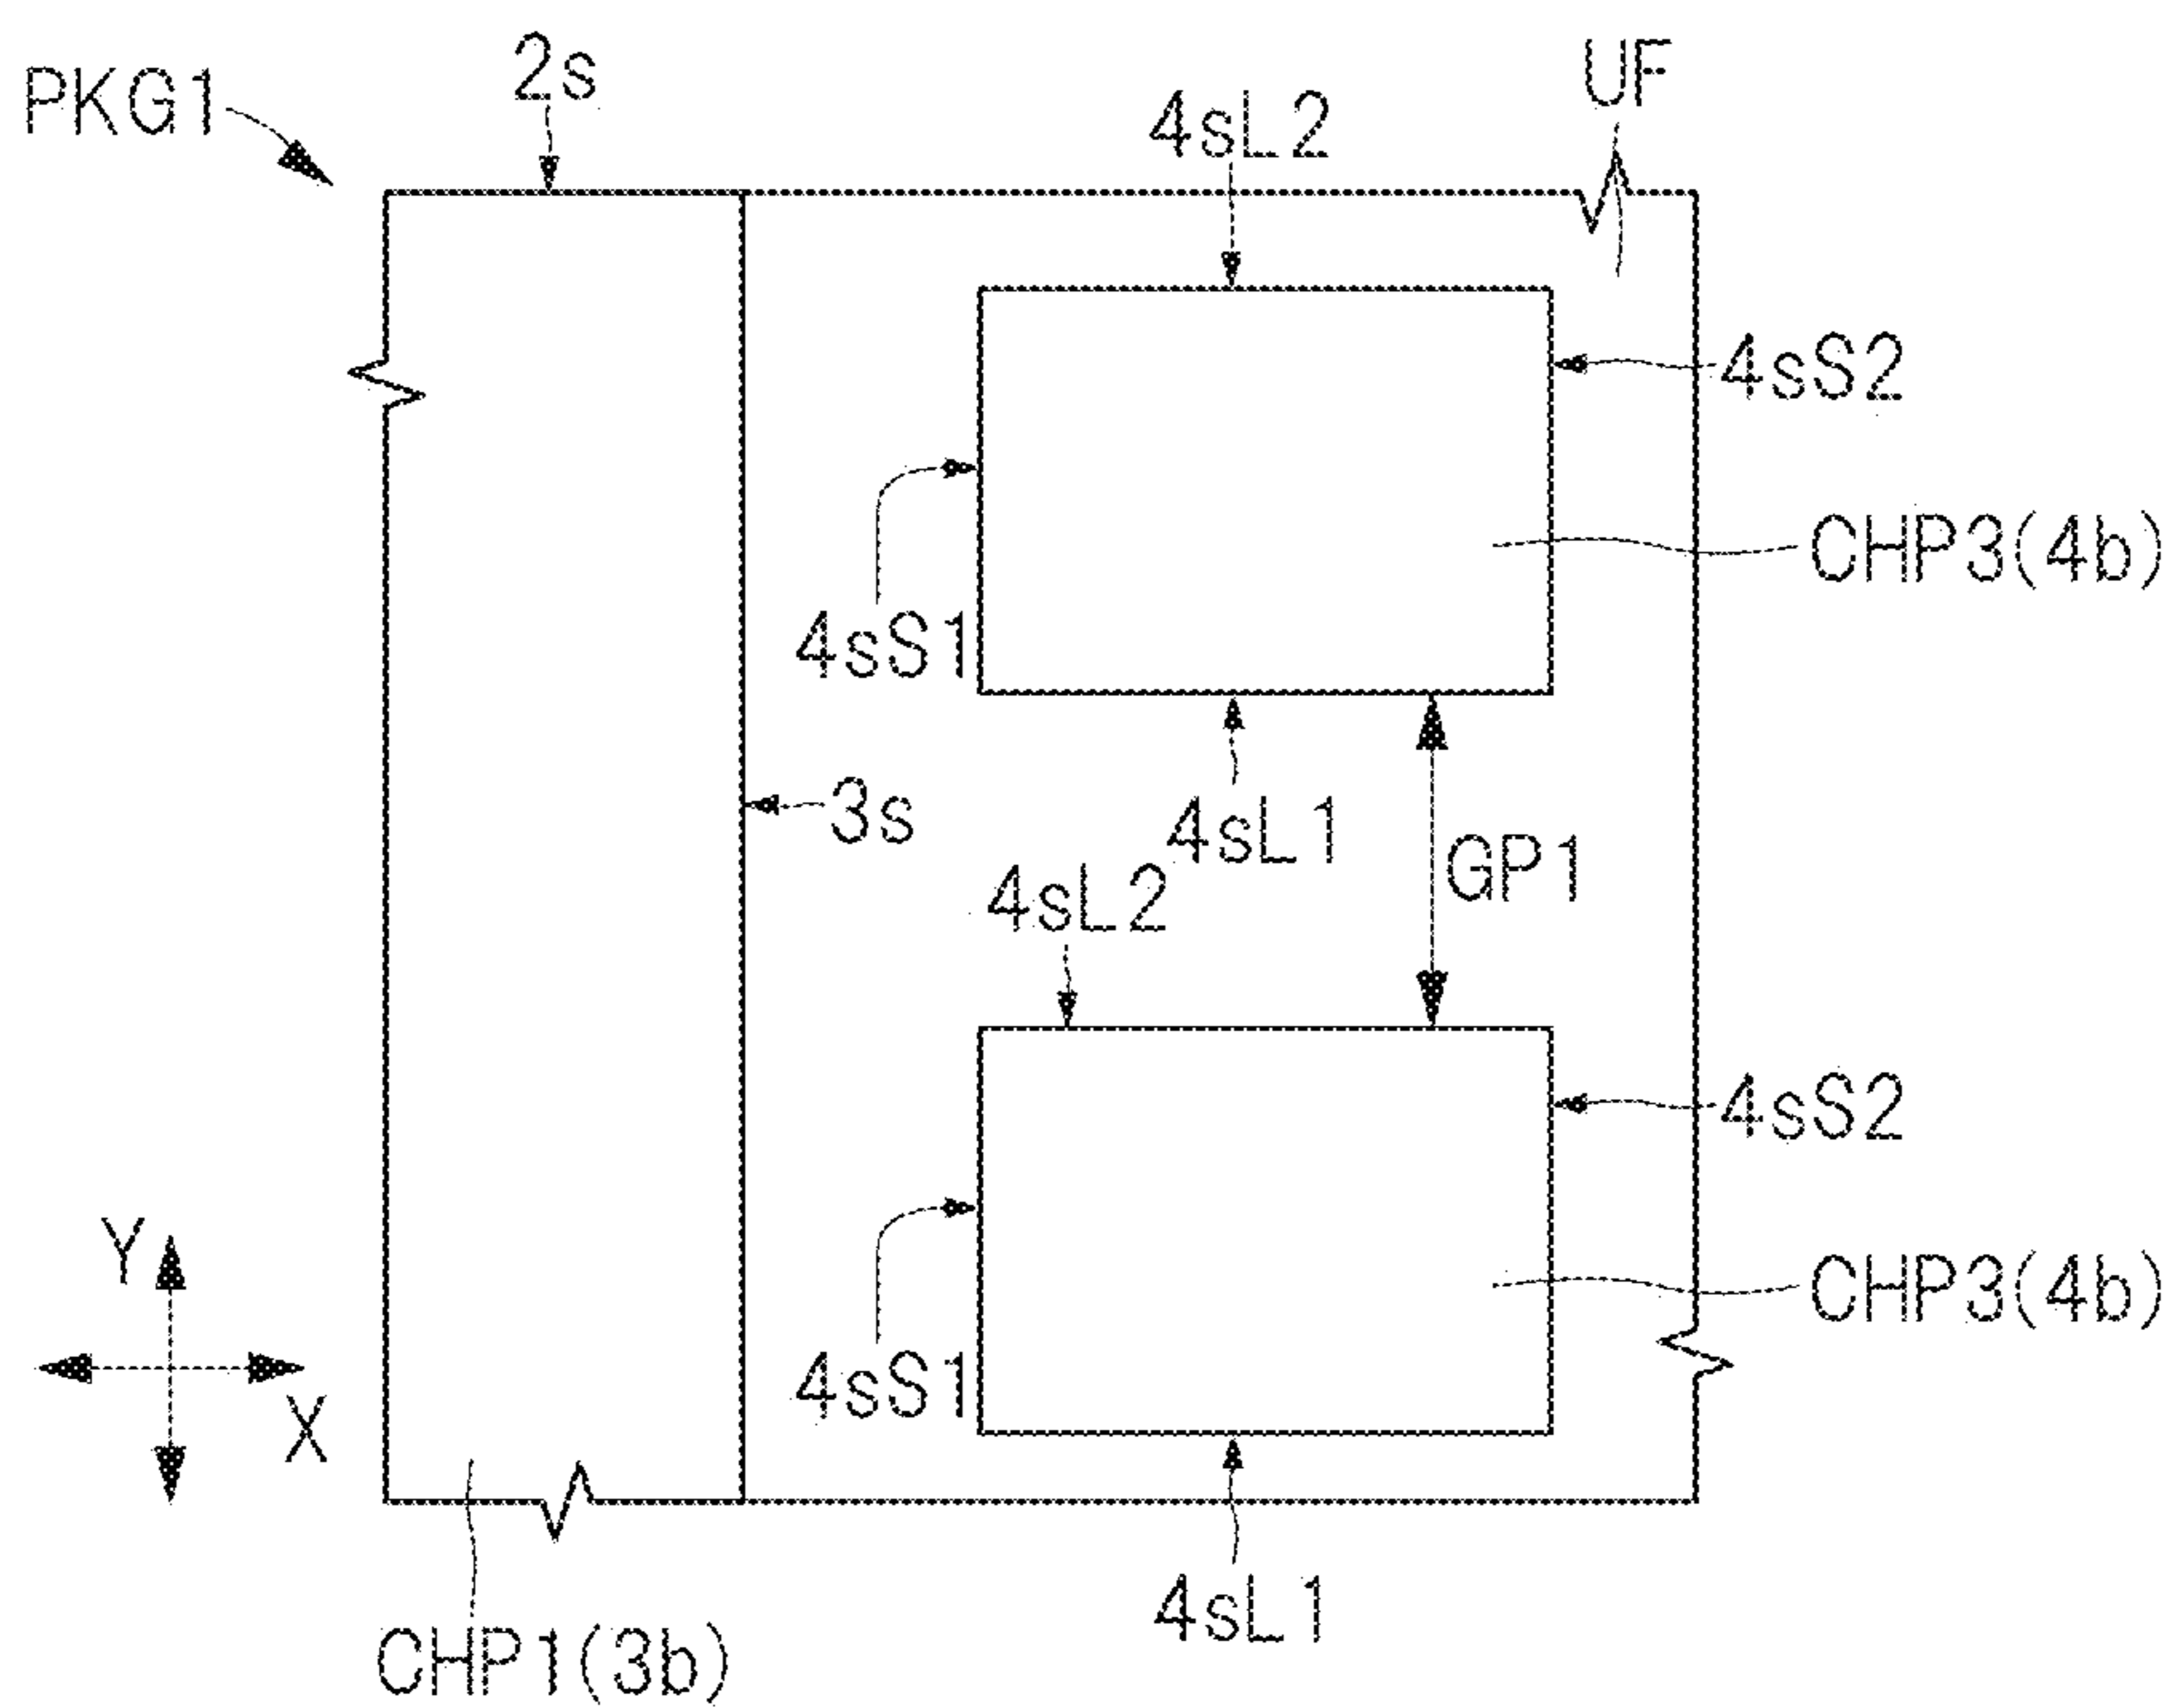 PKG1
2s
4sL2
UF
4sS2
CHP3(4b)
4sS1
3s
4sL1
GP1
4sL2
4sS2
Y
X
CHP3(4b)
4sS1
4sL1
CHP1(3b)